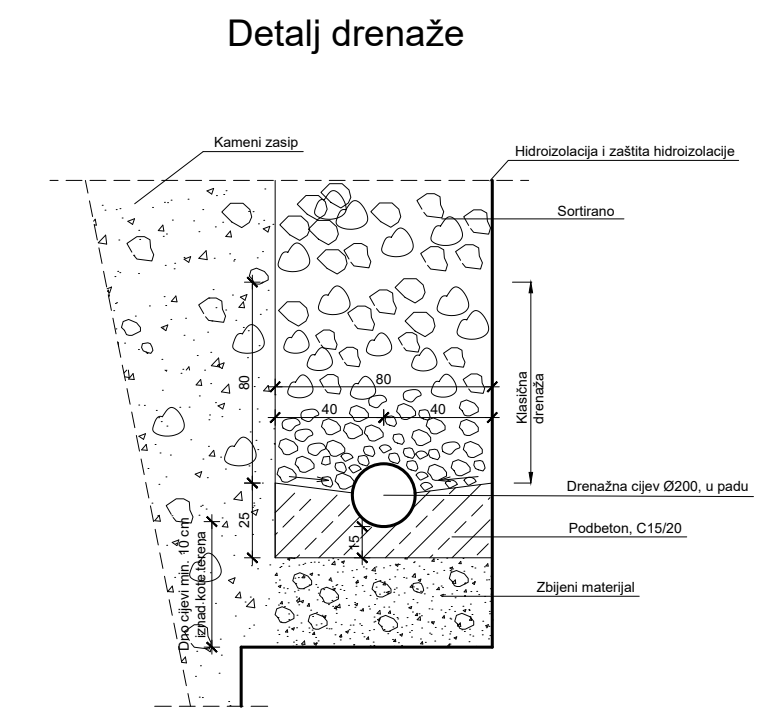 Detalj drenaže
Kameni zasip
Hidroizolacija i zaštita hidroizolacije
Sortirano
80
80
40
40
Klasična
drenaža
Drenažna cijev Ø200, u padu
25
15
Podbeton, C15/20
Dno cijevi min. 10 cm
iznad kote terena
Zbijeni materijal